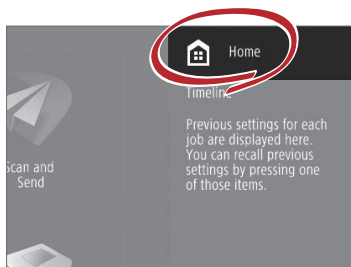 Home
Timeline
Previous settings for each
job are displayed here.
You can recall previous
settings by pressing one
of those items.
Scan and
Send